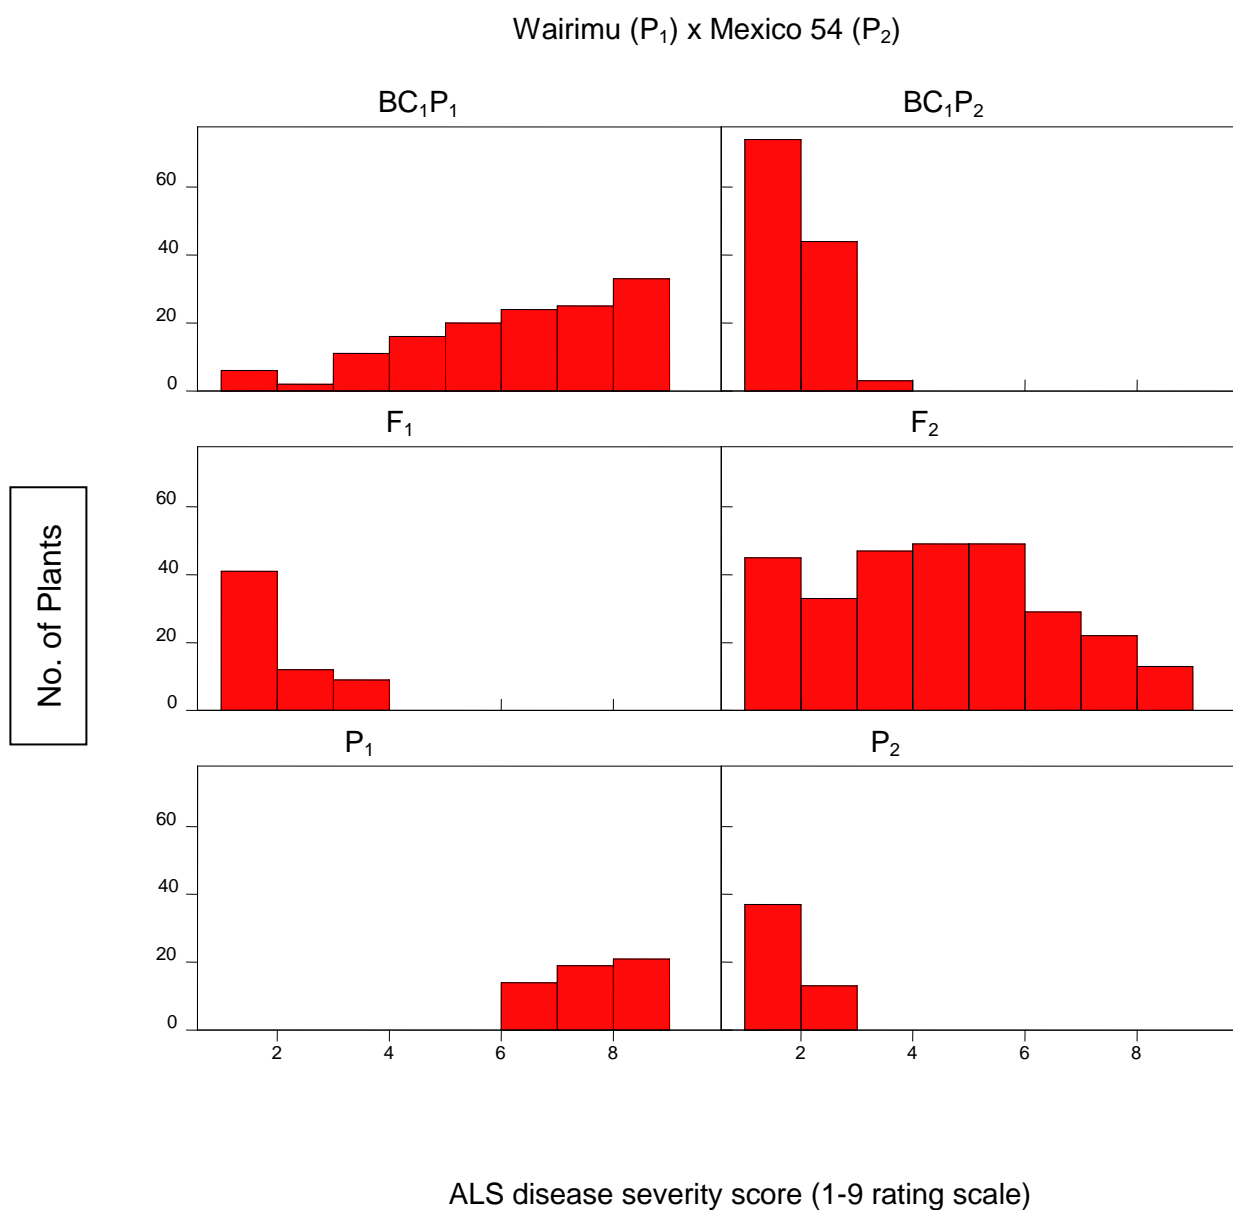 Wairimu (P₁) x Mexico 54 (P₂)
BC₁P₁
BC₁P₂
60
40
20
0
F₁
F₂
60
40
20
0
No. of Plants
P₁
P₂
60
40
20
0
2 4 6 8
2 4 6 8
ALS disease severity score (1-9 rating scale)